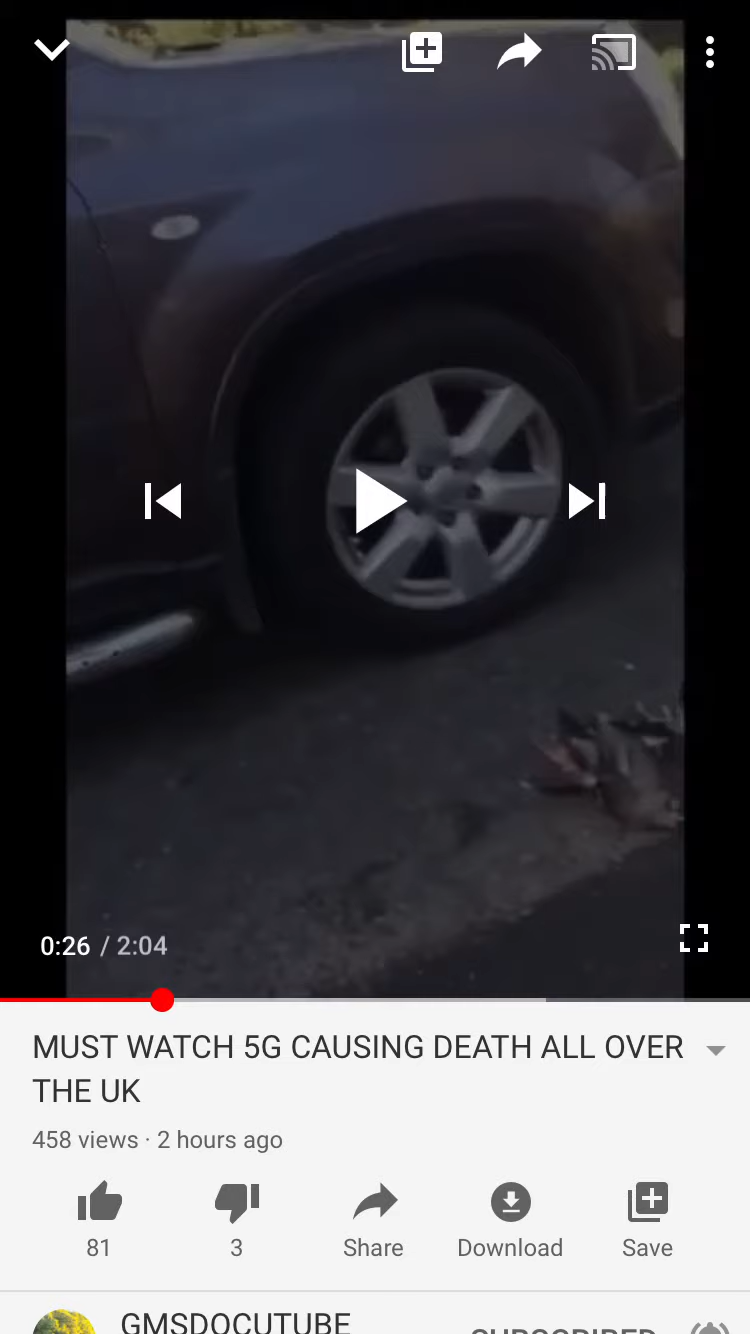 0:26 / 2:04
MUST WATCH 5G CAUSING DEATH ALL OVER
THE UK
458 views · 2 hours ago
81
3
Share
Download
Save
GMSDOCUTUBE
SUBSCRIBED